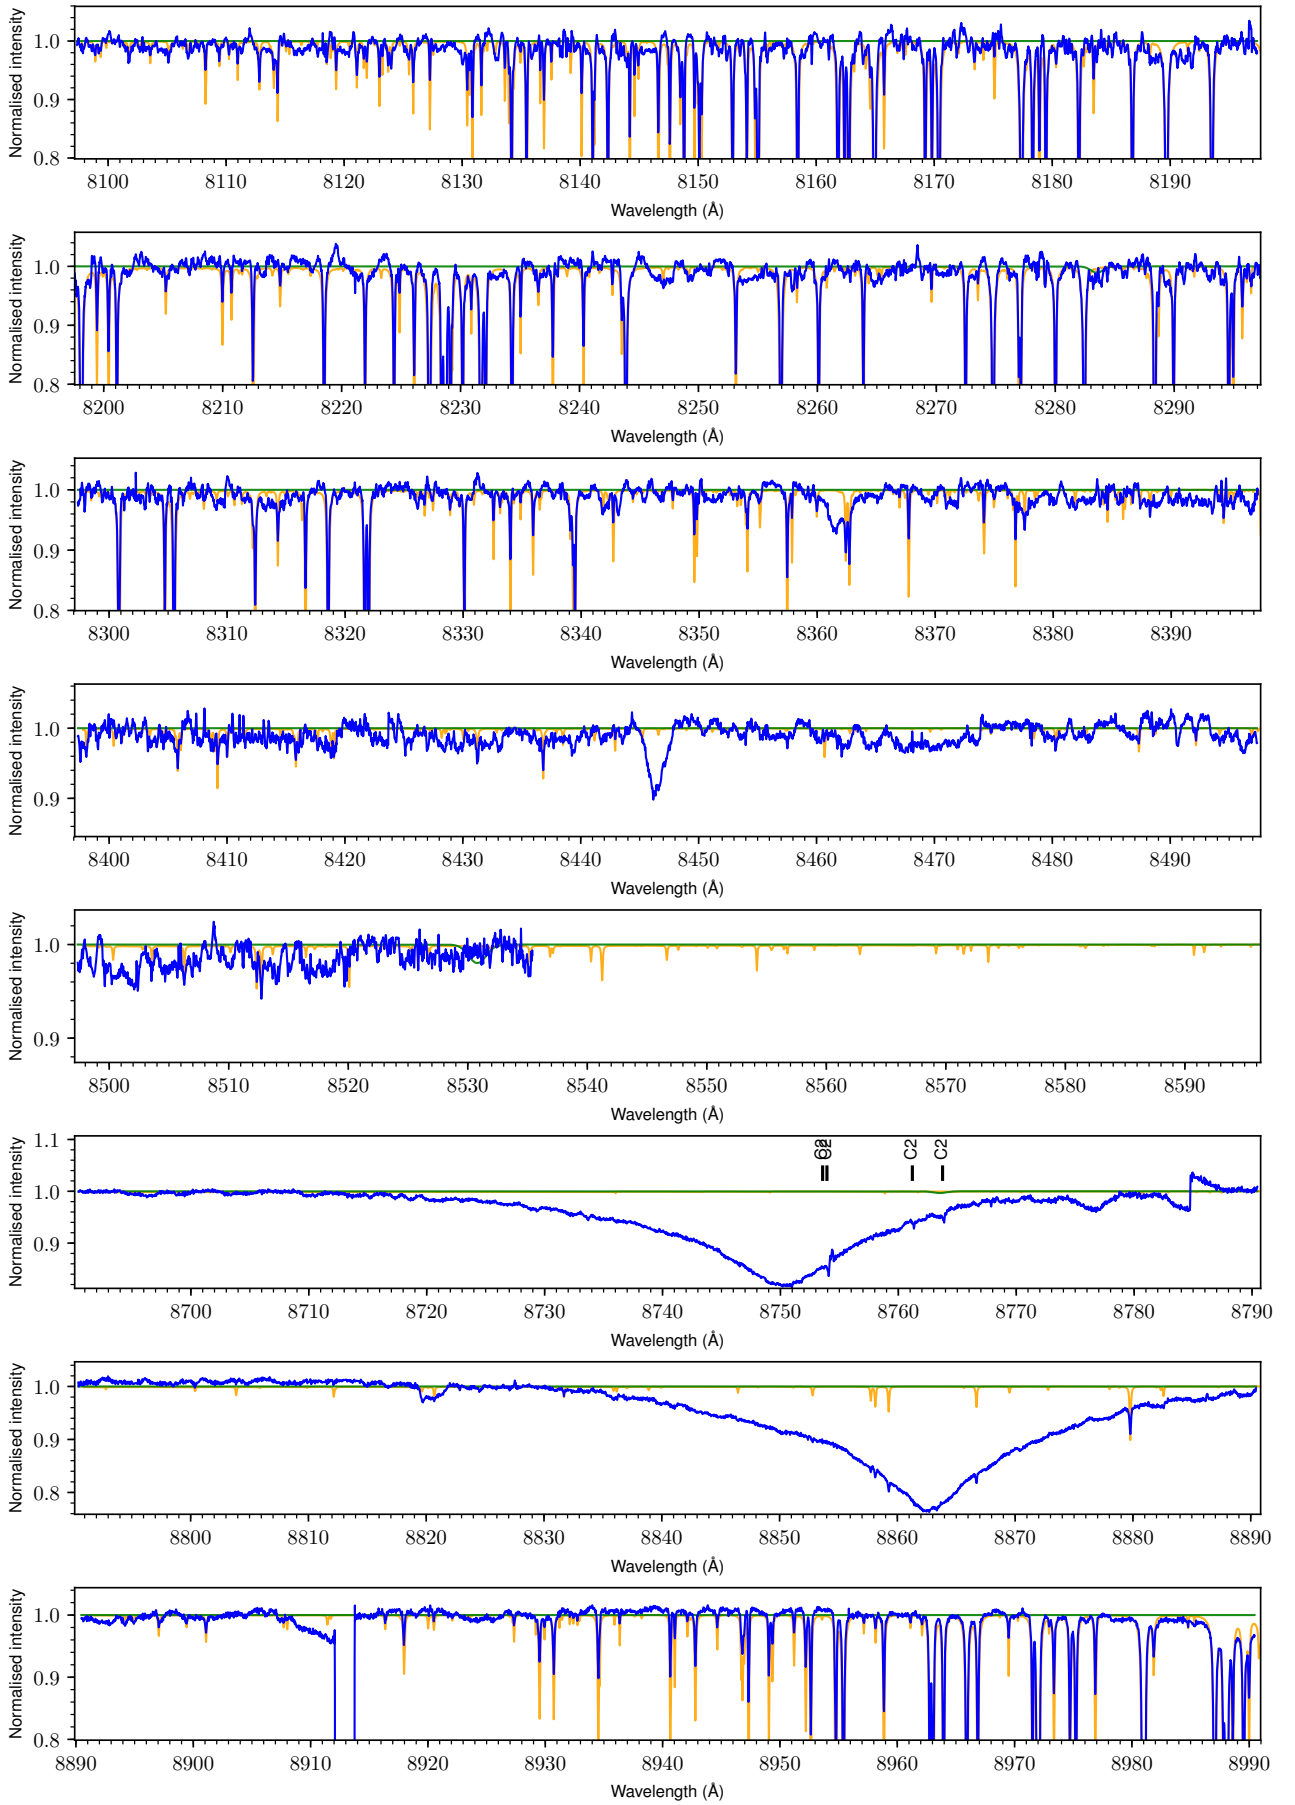 Normalised intensity
1.0
0.9
0.8
8100 8110 8120 8130 8140 8150 8160 8170 8180 8190
Wavelength (Å)
Normalised intensity
1.0
0.9
0.8
8200 8210 8220 8230 8240 8250 8260 8270 8280 8290
Wavelength (Å)
Normalised intensity
1.0
0.9
0.8
8300 8310 8320 8330 8340 8350 8360 8370 8380 8390
Wavelength (Å)
Normalised intensity
1.0
0.9
8400 8410 8420 8430 8440 8450 8460 8470 8480 8490
Wavelength (Å)
Normalised intensity
1.0
0.9
8500 8510 8520 8530 8540 8550 8560 8570 8580 8590
Wavelength (Å)
Normalised intensity
1.1
1.0
0.9
C2 C2 C2 C2
8700 8710 8720 8730 8740 8750 8760 8770 8780 8790
Wavelength (Å)
Normalised intensity
1.0
0.9
0.8
8800 8810 8820 8830 8840 8850 8860 8870 8880 8890
Wavelength (Å)
Normalised intensity
1.0
0.9
0.8
8890 8900 8910 8920 8930 8940 8950 8960 8970 8980 8990
Wavelength (Å)